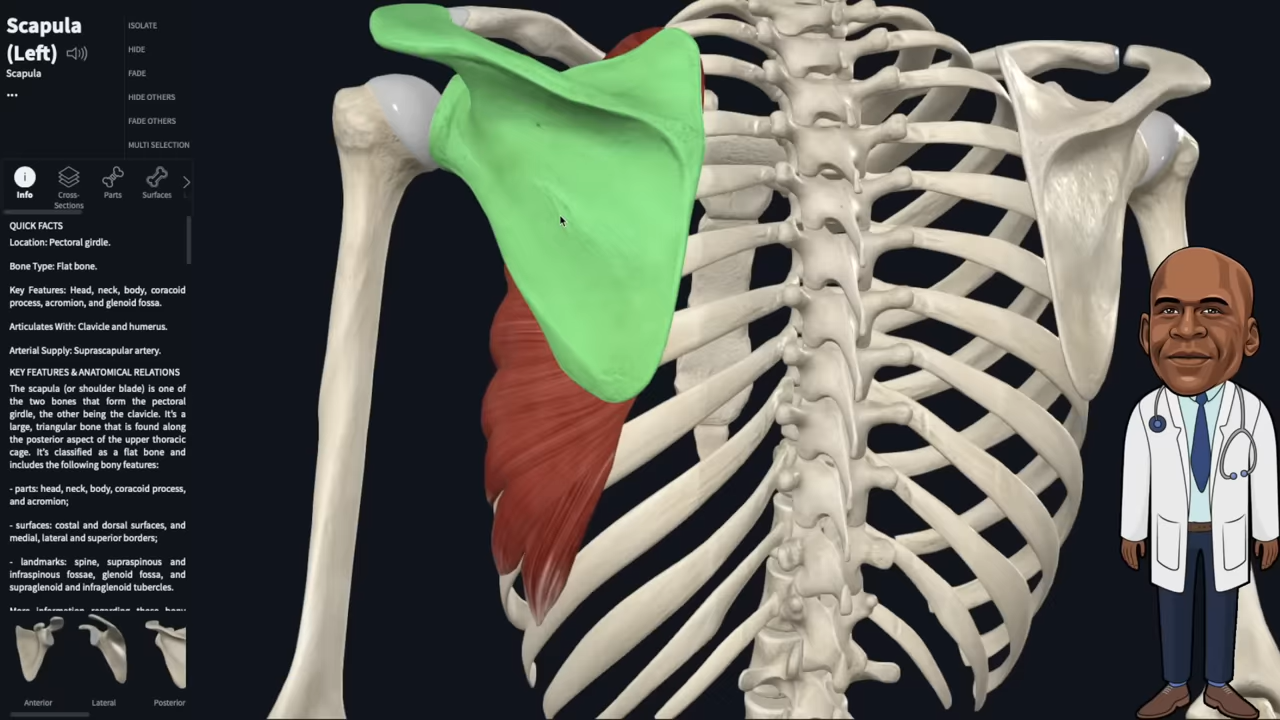 Scapula
(Left)
Scapula
...
ISOLATE
HIDE
FADE
HIDE OTHERS
FADE OTHERS
MULTI SELECTION
Info
Cross-
Sections
Parts
Surfaces
QUICK FACTS
Location: Pectoral girdle.
Bone Type: Flat bone.
Key Features: Head, neck, body, coracoid
process, acromion, and glenoid fossa.
Articulates With: Clavicle and humerus.
Arterial Supply: Suprascapular artery.
KEY FEATURES & ANATOMICAL RELATIONS
The scapula (or shoulder blade) is one of
the two bones that form the pectoral
girdle, the other being the clavicle. It's a
large, triangular bone that is found along
the posterior aspect of the upper thoracic
cage. It's classified as a flat bone and
includes the following bony features:
- parts: head, neck, body, coracoid process,
and acromion;
- surfaces: costal and dorsal surfaces, and
medial, lateral and superior borders;
- landmarks: spine, supraspinous and
infraspinous fossae, glenoid fossa, and
supraglenoid and infraglenoid tubercles.
More information regarding these bony
Anterior
Lateral
Posterior